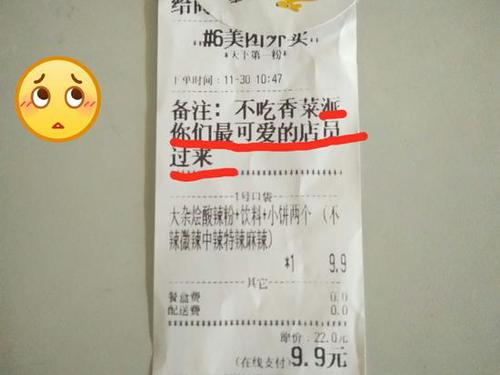 #6美团外卖
*天下第一粉*
下单时间: 11-30 10:47
备注: 不吃香菜派
你们最可爱的店员
过来
1号口袋
大杂烩酸辣粉+饮料+小饼两个 (不
辣微辣中辣特辣麻辣)
*1 9.9
其它
餐盒费 0.0
配送费 0.0
原价: 22.0元
(在线支付) 9.9元